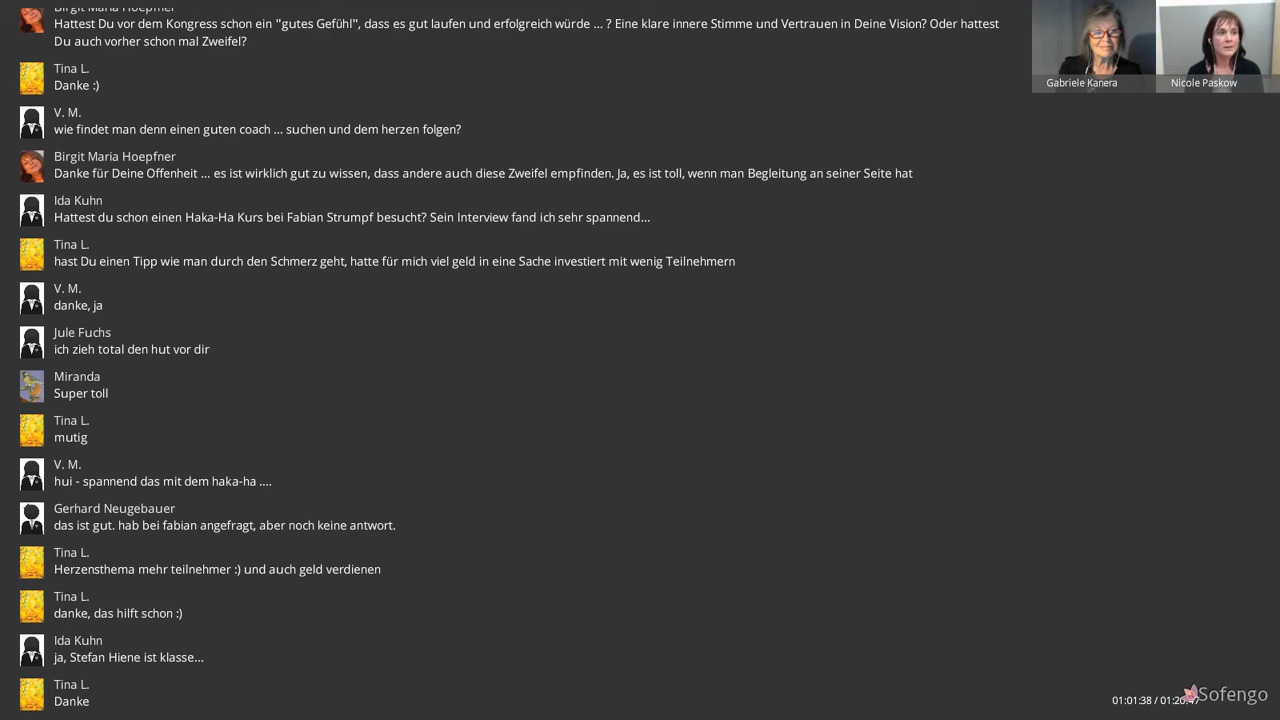 Birgit Maria Hoepfner
Hattest Du vor dem Kongress schon ein "gutes Gefühl", dass es gut laufen und erfolgreich würde ... ? Eine klare innere Stimme und Vertrauen in Deine Vision? Oder hattest
Du auch vorher schon mal Zweifel?
Tina L.
Danke :)
V. M.
wie findet man denn einen guten coach ... suchen und dem herzen folgen?
Birgit Maria Hoepfner
Danke für Deine Offenheit ... es ist wirklich gut zu wissen, dass andere auch diese Zweifel empfinden. Ja, es ist toll, wenn man Begleitung an seiner Seite hat
Ida Kuhn
Hattest du schon einen Haka-Ha Kurs bei Fabian Strumpf besucht? Sein Interview fand ich sehr spannend...
Tina L.
hast Du einen Tipp wie man durch den Schmerz geht, hatte für mich viel geld in eine Sache investiert mit wenig Teilnehmern
V. M.
danke, ja
Jule Fuchs
ich zieh total den hut vor dir
Miranda
Super toll
Tina L.
mutig
V. M.
hui - spannend das mit dem haka-ha ....
Gerhard Neugebauer
das ist gut. hab bei fabian angefragt, aber noch keine antwort.
Tina L.
Herzensthema mehr teilnehmer :) und auch geld verdienen
Tina L.
danke, das hilft schon :)
Ida Kuhn
ja, Stefan Hiene ist klasse...
Tina L.
Danke
Gabriele Kanera
Nicole Paskow
01:01:38 /
Sofengo